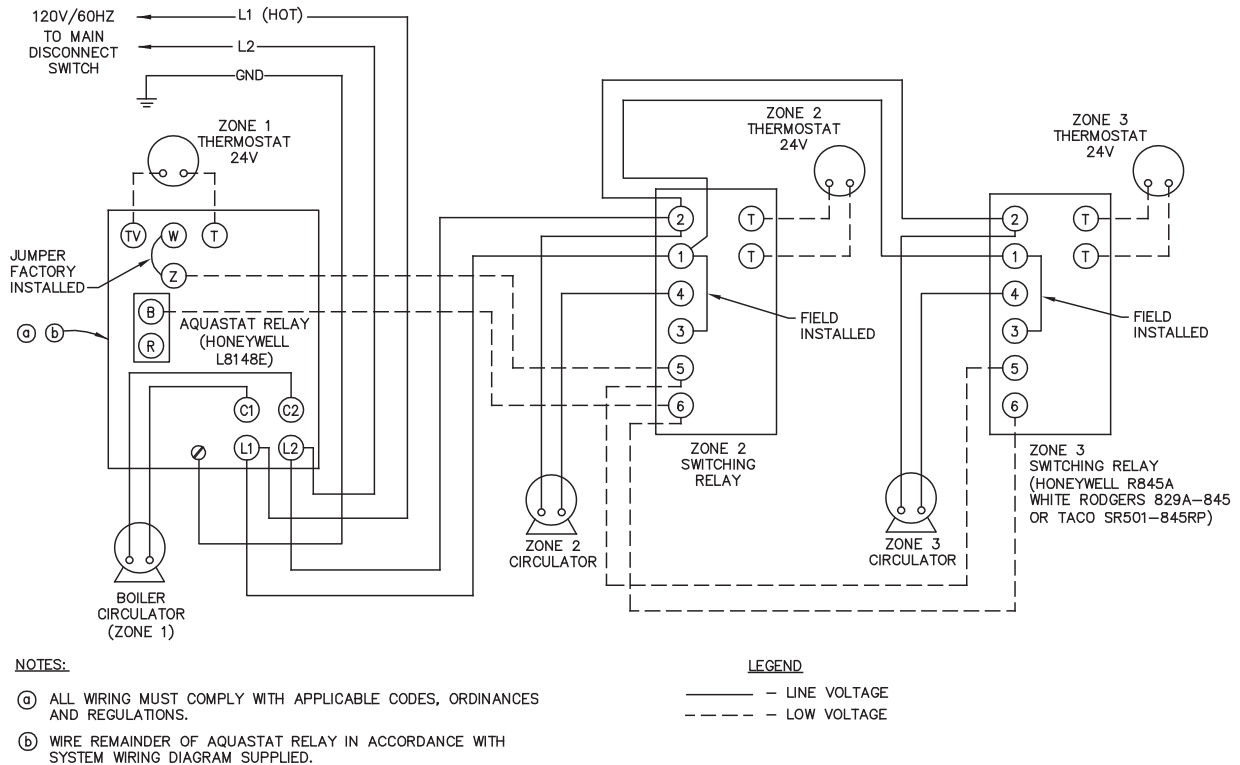 120V/60HZ
TO MAIN
DISCONNECT
SWITCH
L1 (HOT)
L2
GND
ZONE 1
THERMOSTAT
24V
ZONE 2
THERMOSTAT
24V
ZONE 3
THERMOSTAT
24V
TV
W
T
Z
B
R
JUMPER
FACTORY
INSTALLED
a b
AQUASTAT RELAY
(HONEYWELL
L8148E)
C1
C2
L1
L2
BOILER
CIRCULATOR
(ZONE 1)
2
T
1
T
4
3
5
6
FIELD
INSTALLED
ZONE 2
SWITCHING
RELAY
ZONE 2
CIRCULATOR
2
T
1
T
4
3
5
6
FIELD
INSTALLED
ZONE 3
SWITCHING RELAY
(HONEYWELL R845A
WHITE RODGERS 829A-845
OR TACO SR501-845RP)
ZONE 3
CIRCULATOR
NOTES:
a ALL WIRING MUST COMPLY WITH APPLICABLE CODES, ORDINANCES
AND REGULATIONS.
b WIRE REMAINDER OF AQUASTAT RELAY IN ACCORDANCE WITH
SYSTEM WIRING DIAGRAM SUPPLIED.
LEGEND
- LINE VOLTAGE
- LOW VOLTAGE